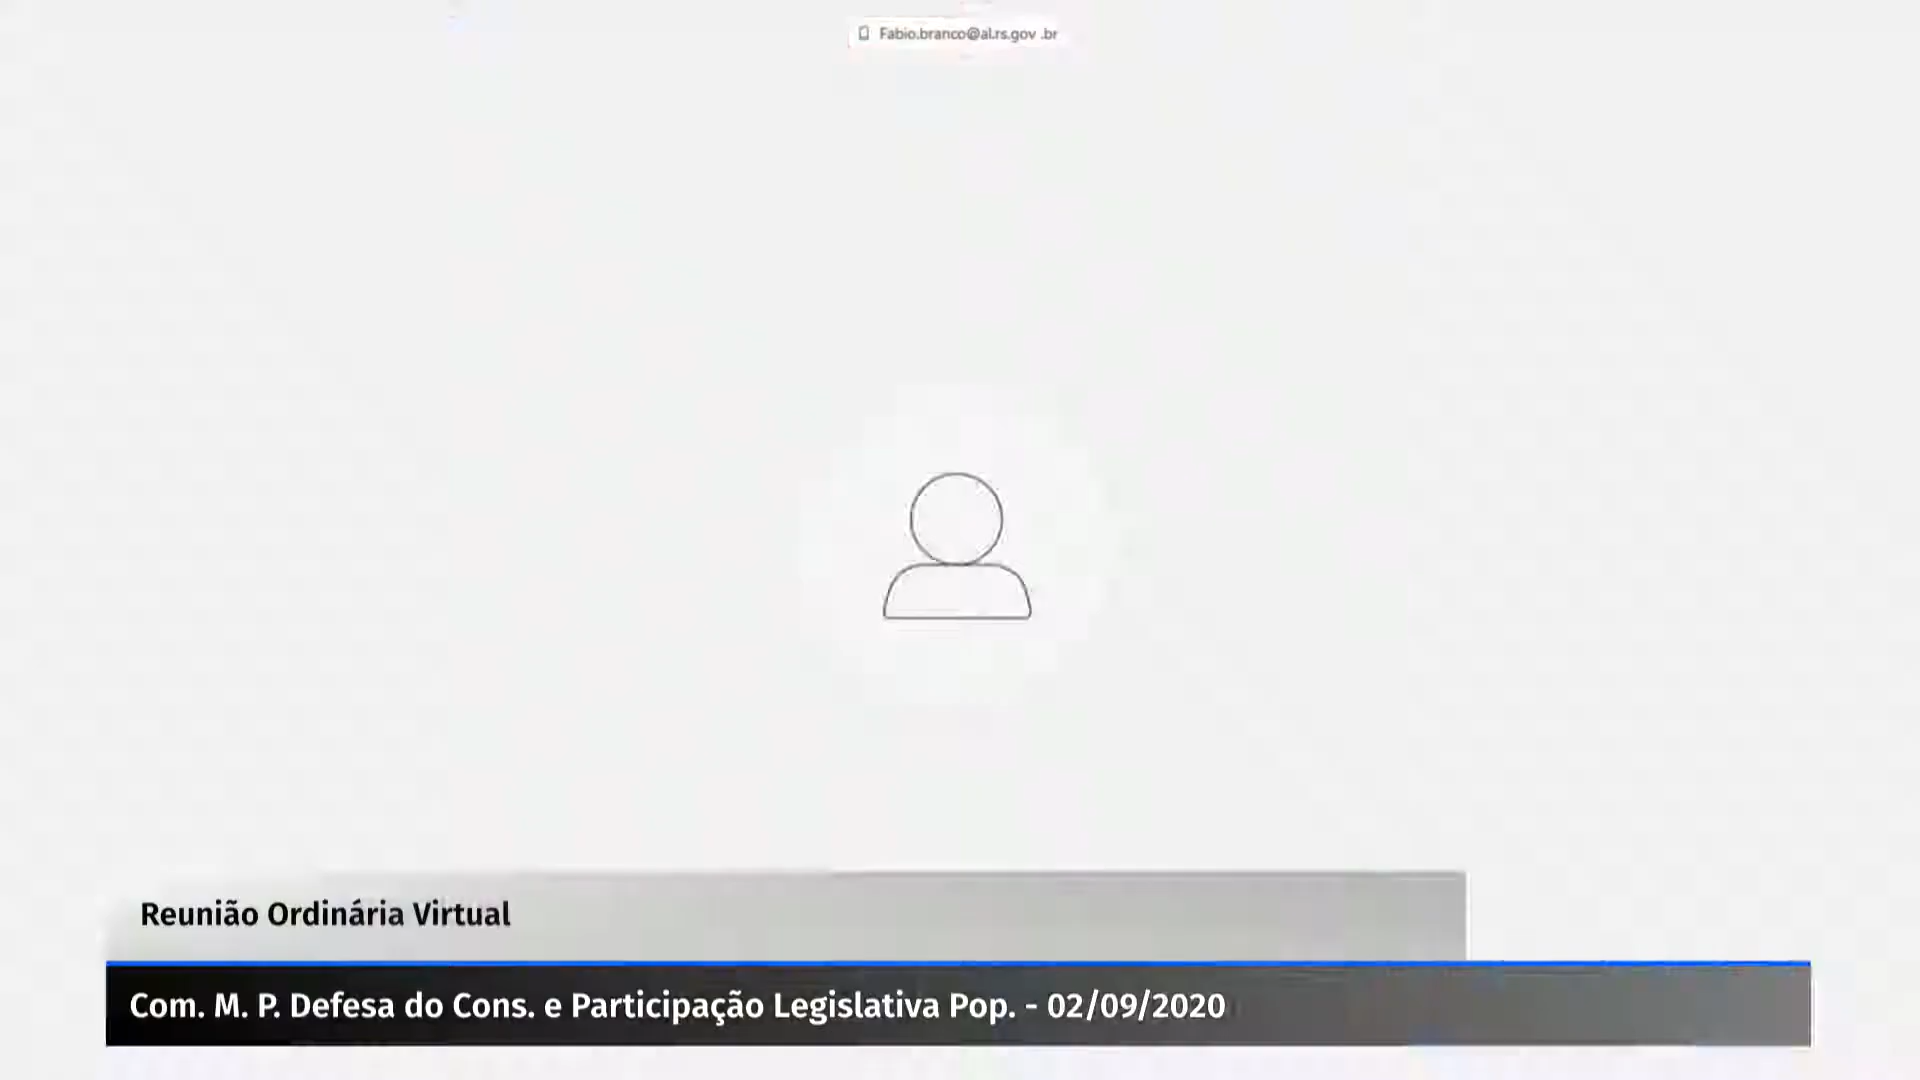 Fabio.branco@al.rs.gov .br
Reunião Ordinária Virtual
Com. M. P. Defesa do Cons. e Participação Legislativa Pop. - 02/09/2020